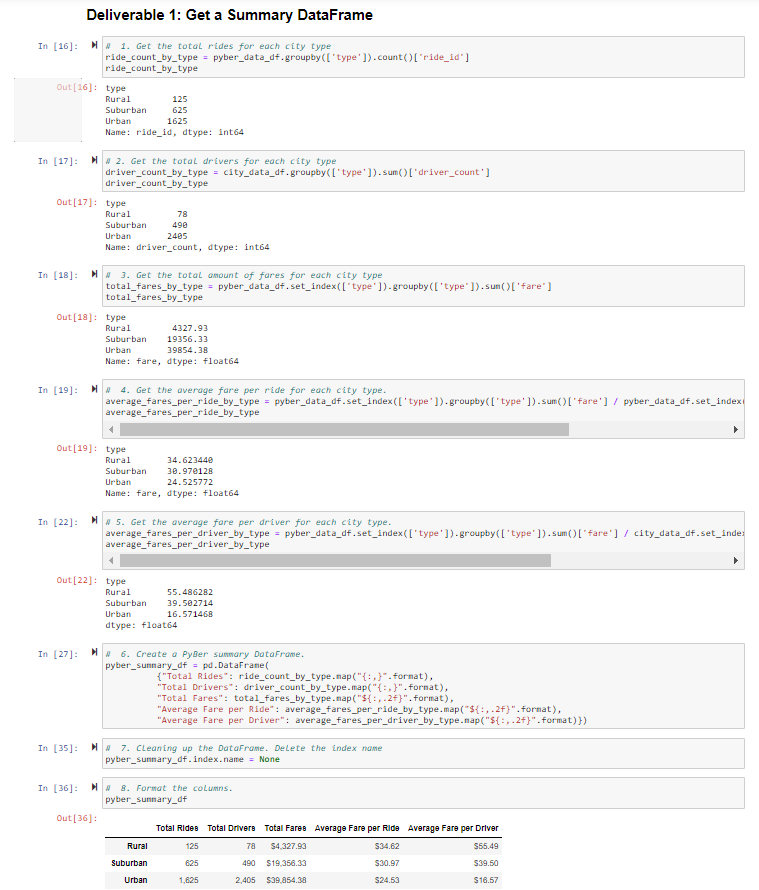 Deliverable 1: Get a Summary DataFrame
In [16]:
# 1. Get the total rides for each city type
ride_count_by_type = pyber_data_df.groupby(['type']).count()['ride_id']
ride_count_by_type
Out[16]:
type
Rural 125
Suburban 625
Urban 1625
Name: ride_id, dtype: int64
In [17]:
# 2. Get the total drivers for each city type
driver_count_by_type = city_data_df.groupby(['type']).sum()['driver_count']
driver_count_by_type
Out[17]:
type
Rural 78
Suburban 490
Urban 2405
Name: driver_count, dtype: int64
In [18]:
# 3. Get the total amount of fares for each city type
total_fares_by_type = pyber_data_df.set_index(['type']).groupby(['type']).sum()['fare']
total_fares_by_type
Out[18]:
type
Rural 4327.93
Suburban 19356.33
Urban 39854.38
Name: fare, dtype: float64
In [19]:
# 4. Get the average fare per ride for each city type.
average_fares_per_ride_by_type = pyber_data_df.set_index(['type']).groupby(['type']).sum()['fare'] / pyber_data_df.set_index(
average_fares_per_ride_by_type
Out[19]:
type
Rural 34.623440
Suburban 30.970128
Urban 24.525772
Name: fare, dtype: float64
In [22]:
# 5. Get the average fare per driver for each city type.
average_fares_per_driver_by_type = pyber_data_df.set_index(['type']).groupby(['type']).sum()['fare'] / city_data_df.set_index
average_fares_per_driver_by_type
Out[22]:
type
Rural 55.486282
Suburban 39.502714
Urban 16.571468
dtype: float64
In [27]:
# 6. Create a PyBer summary DataFrame.
pyber_summary_df = pd.DataFrame(
{"Total Rides": ride_count_by_type.map("{:,}".format),
"Total Drivers": driver_count_by_type.map("{:,}".format),
"Total Fares": total_fares_by_type.map("${:,.2f}".format),
"Average Fare per Ride": average_fares_per_ride_by_type.map("${:,.2f}".format),
"Average Fare per Driver": average_fares_per_driver_by_type.map("${:,.2f}".format)})
In [35]:
# 7. Cleaning up the DataFrame. Delete the index name
pyber_summary_df.index.name = None
In [36]:
# 8. Format the columns.
pyber_summary_df
Out[36]:
Total Rides Total Drivers Total Fares Average Fare per Ride Average Fare per Driver
Rural 125 78 $4,327.93 $34.62 $55.49
Suburban 625 490 $19,356.33 $30.97 $39.50
Urban 1,625 2,405 $39,854.38 $24.53 $16.57